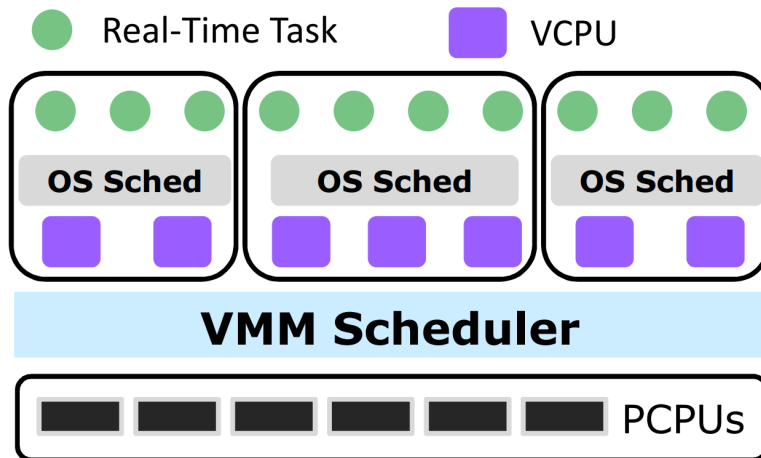 Real-Time Task
VCPU
OS Sched
OS Sched
OS Sched
VMM Scheduler
PCPUs